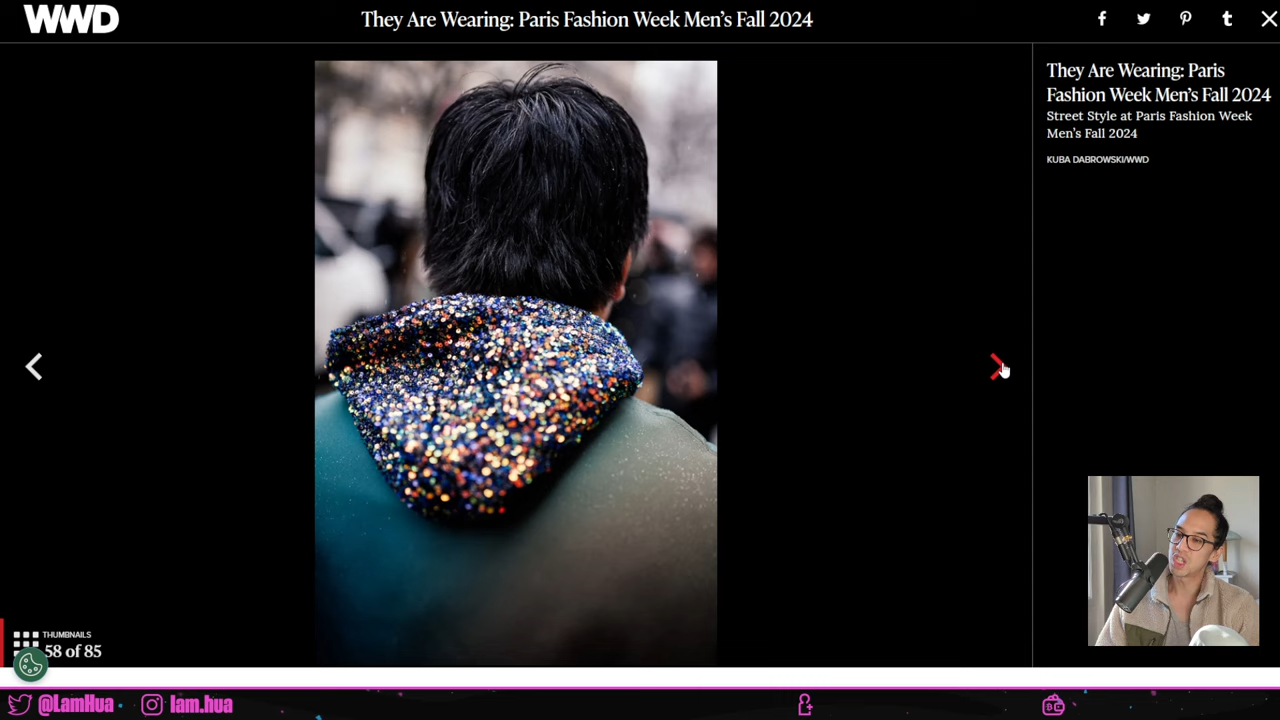 WWD
They Are Wearing: Paris Fashion Week Men's Fall 2024
They Are Wearing: Paris
Fashion Week Men's Fall 2024
Street Style at Paris Fashion Week
Men's Fall 2024
KUBA DABROWSKI/WWD
THUMBNAILS
58 of 85
@LamHua
lam.hua